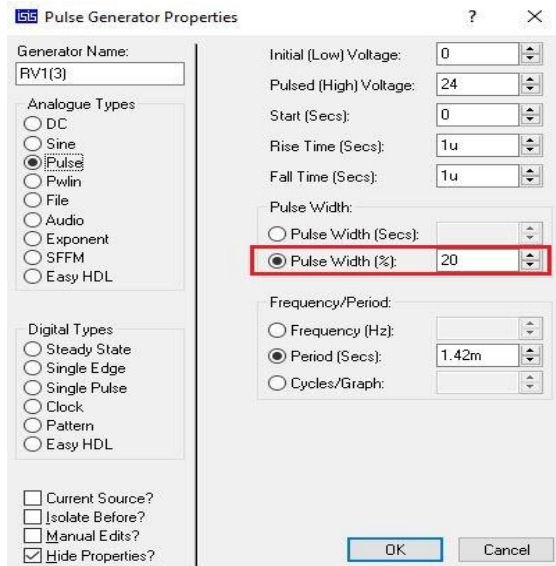 ISIS Pulse Generator Properties ? ×
Generator Name:
RV1(3)
Analogue Types
DC
Sine
Pulse
Pwlin
File
Audio
Exponent
SFFM
Easy HDL
Digital Types
Steady State
Single Edge
Single Pulse
Clock
Pattern
Easy HDL
Current Source?
Isolate Before?
Manual Edits?
Hide Properties?
Initial (Low) Voltage: 0
Pulsed (High) Voltage: 24
Start (Secs): 0
Rise Time (Secs): 1u
Fall Time (Secs): 1u
Pulse Width:
Pulse Width (Secs):
Pulse Width (%): 20
Frequency/Period:
Frequency (Hz):
Period (Secs): 1.42m
Cycles/Graph:
OK Cancel